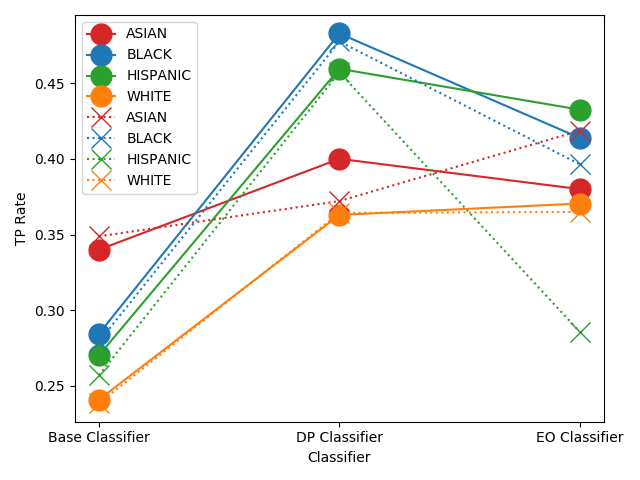 ASIAN
BLACK
HISPANIC
WHITE
ASIAN
BLACK
HISPANIC
WHITE
TP Rate
0.45
0.40
0.35
0.30
0.25
Base Classifier
DP Classifier
EO Classifier
Classifier